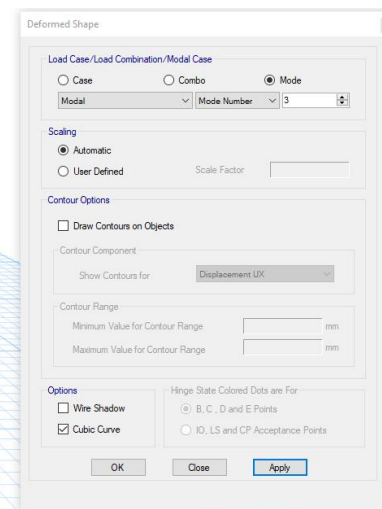 Deformed Shape
Load Case/Load Combination/Modal Case
Case Combo Mode
Modal Mode Number 3
Scaling
Automatic
User Defined Scale Factor
Contour Options
Draw Contours on Objects
Contour Component
Show Contours for Displacement UX
Contour Range
Minimum Value for Contour Range mm
Maximum Value for Contour Range mm
Options Hinge State Colored Dots are For
Wire Shadow B, C, D and E Points
Cubic Curve IO, LS and CP Acceptance Points
OK Close Apply